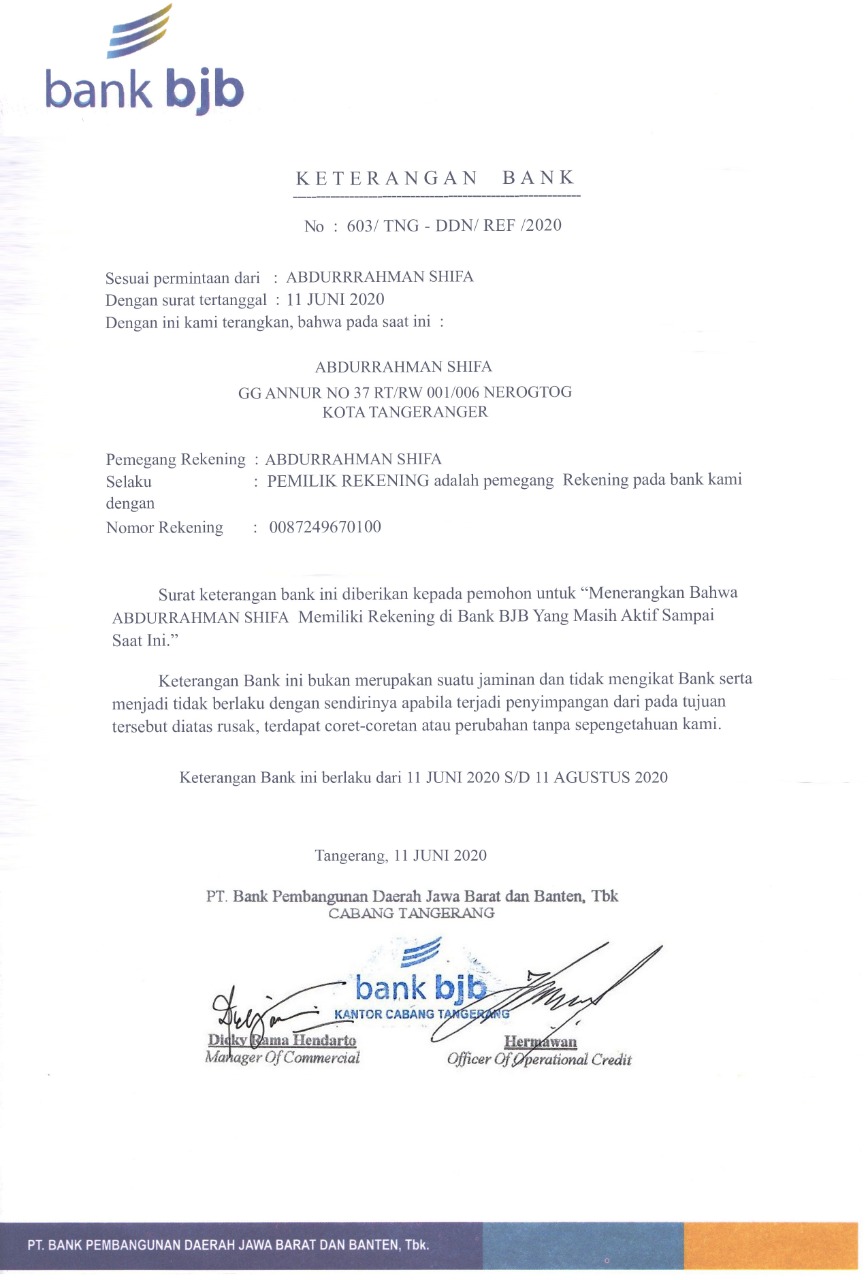 bank bjb
KETERANGAN BANK
No : 603/ TNG - DDN/ REF /2020
Sesuai permintaan dari : ABDURRRAHMAN SHIFA
Dengan surat tertanggal : 11 JUNI 2020
Dengan ini kami terangkan, bahwa pada saat ini :
ABDURRAHMAN SHIFA
GG ANNUR NO 37 RT/RW 001/006 NEROGTOG
KOTA TANGERANGER
Pemegang Rekening : ABDURRAHMAN SHIFA
Selaku : PEMILIK REKENING adalah pemegang Rekening pada bank kami
dengan
Nomor Rekening : 0087249670100
Surat keterangan bank ini diberikan kepada pemohon untuk “Menerangkan Bahwa
ABDURRAHMAN SHIFA Memiliki Rekening di Bank BJB Yang Masih Aktif Sampai
Saat Ini.”
Keterangan Bank ini bukan merupakan suatu jaminan dan tidak mengikat Bank serta
menjadi tidak berlaku dengan sendirinya apabila terjadi penyimpangan dari pada tujuan
tersebut diatas rusak, terdapat coret-coretan atau perubahan tanpa sepengetahuan kami.
Keterangan Bank ini berlaku dari 11 JUNI 2020 S/D 11 AGUSTUS 2020
Tangerang, 11 JUNI 2020
PT. Bank Pembangunan Daerah Jawa Barat dan Banten, Tbk
CABANG TANGERANG
bank bjb
KANTOR CABANG TANGERANG
Dicky Rama Hendarto
Manager Of Commercial
Hermawan
Officer Of Operational Credit
PT. BANK PEMBANGUNAN DAERAH JAWA BARAT DAN BANTEN, Tbk.